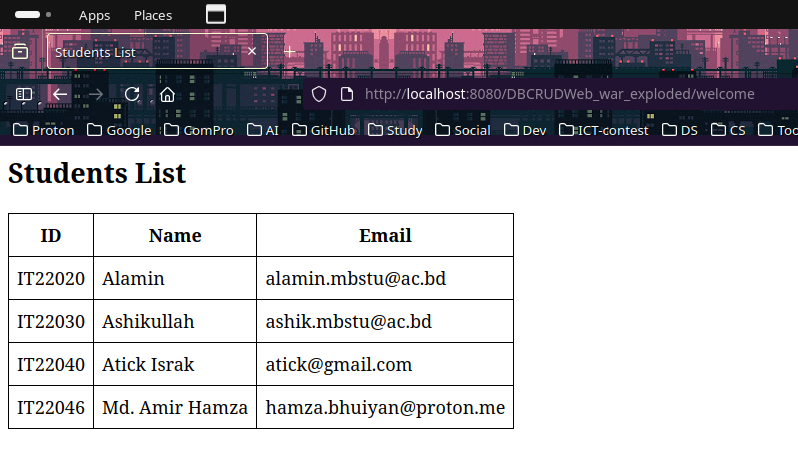 Apps Places
Students List
http://localhost:8080/DBCRUDWeb_war_exploded/welcome
Proton Google ComPro AI GitHub Study Social Dev ICT-contest DS CS Too
Students List
ID Name Email
IT22020 Alamin alamin.mbstu@ac.bd
IT22030 Ashikullah ashik.mbstu@ac.bd
IT22040 Atick Israk atick@gmail.com
IT22046 Md. Amir Hamza hamza.bhuiyan@proton.me